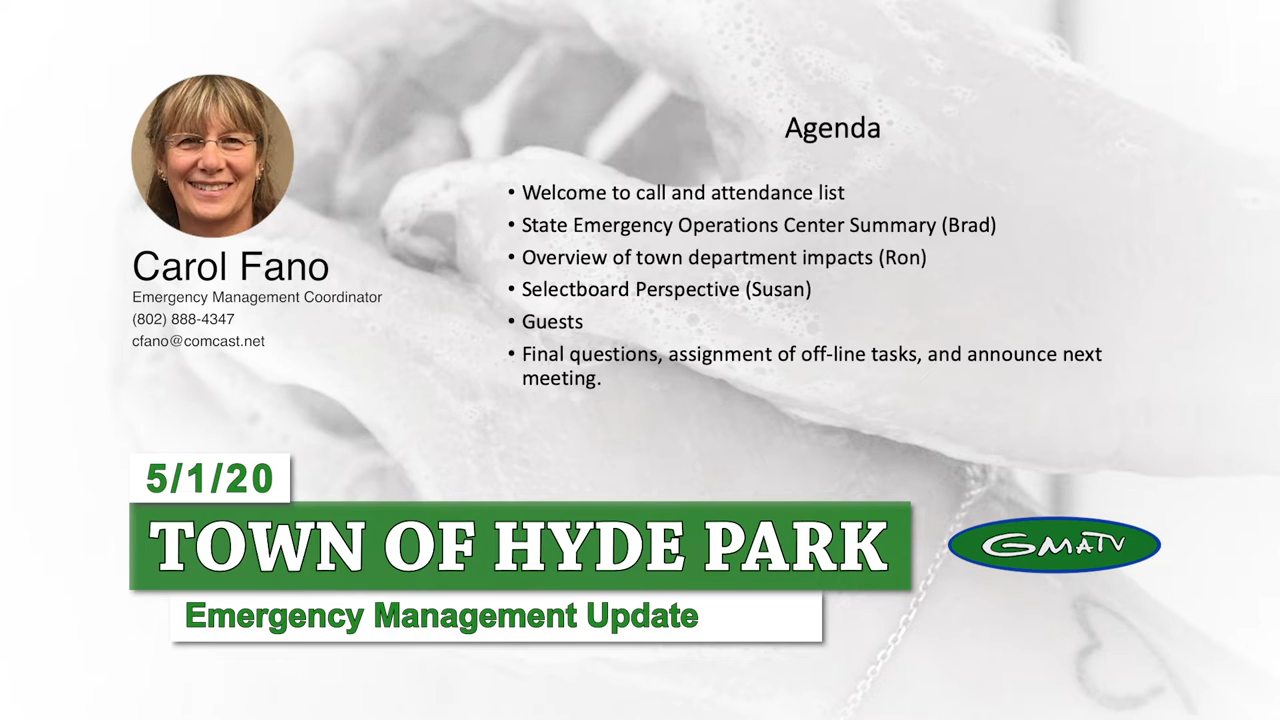 Carol Fano
Emergency Management Coordinator
(802) 888-4347
cfano@comcast.net
Agenda
• Welcome to call and attendance list
• State Emergency Operations Center Summary (Brad)
• Overview of town department impacts (Ron)
• Selectboard Perspective (Susan)
• Guests
• Final questions, assignment of off-line tasks, and announce next
meeting.
5/1/20
TOWN OF HYDE PARK
GMATV
Emergency Management Update